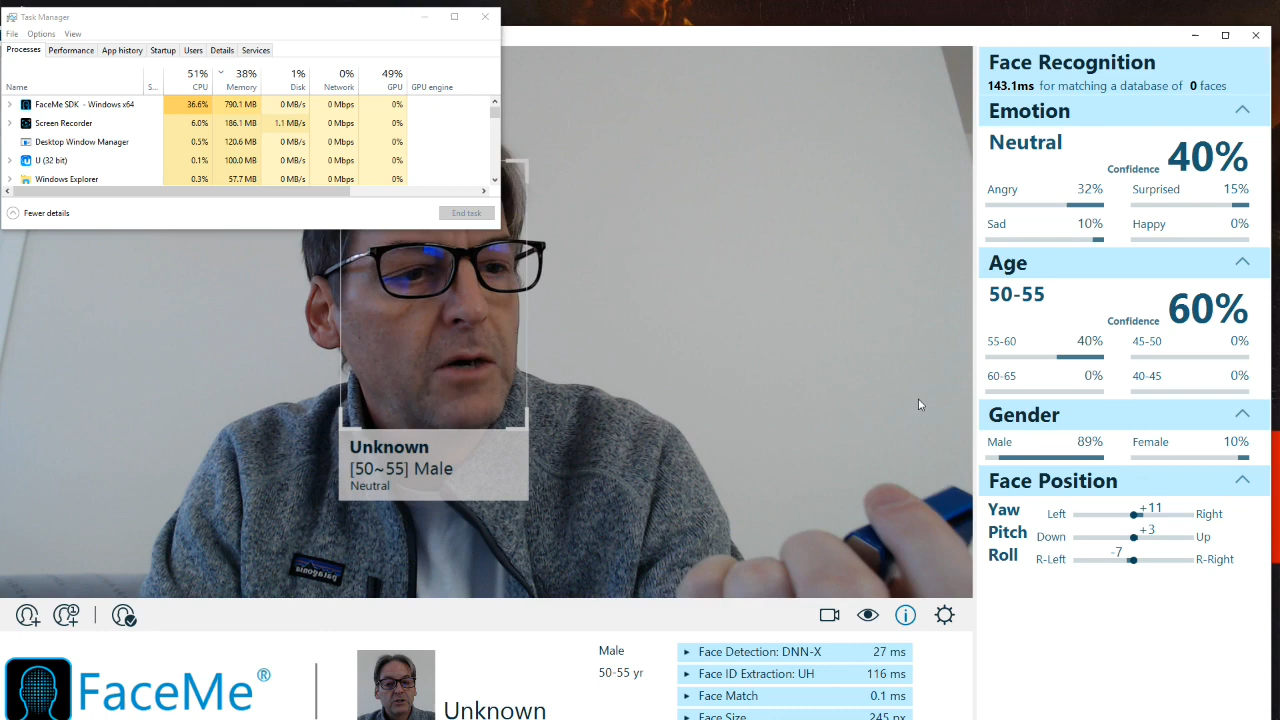 Task Manager
File Options View
Processes Performance App history Startup Users Details Services
51% 38% 1% 0% 49%
Name S... CPU Memory Disk Network GPU GPU engine
FaceMe SDK - Windows x64 36.6% 790.1 MB 0 MB/s 0 Mbps 0%
Screen Recorder 6.0% 186.1 MB 1.1 MB/s 0 Mbps 0%
Desktop Window Manager 0.5% 120.6 MB 0 MB/s 0 Mbps 0%
U (32 bit) 0.1% 100.0 MB 0 MB/s 0 Mbps 0%
Windows Explorer 0.3% 57.7 MB 0 MB/s 0 Mbps 0%
Fewer details End task
Unknown
[50~55] Male
Neutral
patagonia
Face Recognition
143.1ms for matching a database of 0 faces
Emotion
Neutral
Confidence 40%
Angry 32% Surprised 15%
Sad 10% Happy 0%
Age
50-55
Confidence 60%
55-60 40% 45-50 0%
60-65 0% 40-45 0%
Gender
Male 89% Female 10%
Face Position
Yaw Left +11 Right
Pitch Down +3 Up
Roll R-Left -7 R-Right
FaceMe®
Unknown
Male
50-55 yr
Face Detection: DNN-X 27 ms
Face ID Extraction: UH 116 ms
Face Match 0.1 ms
Face Size 245 px